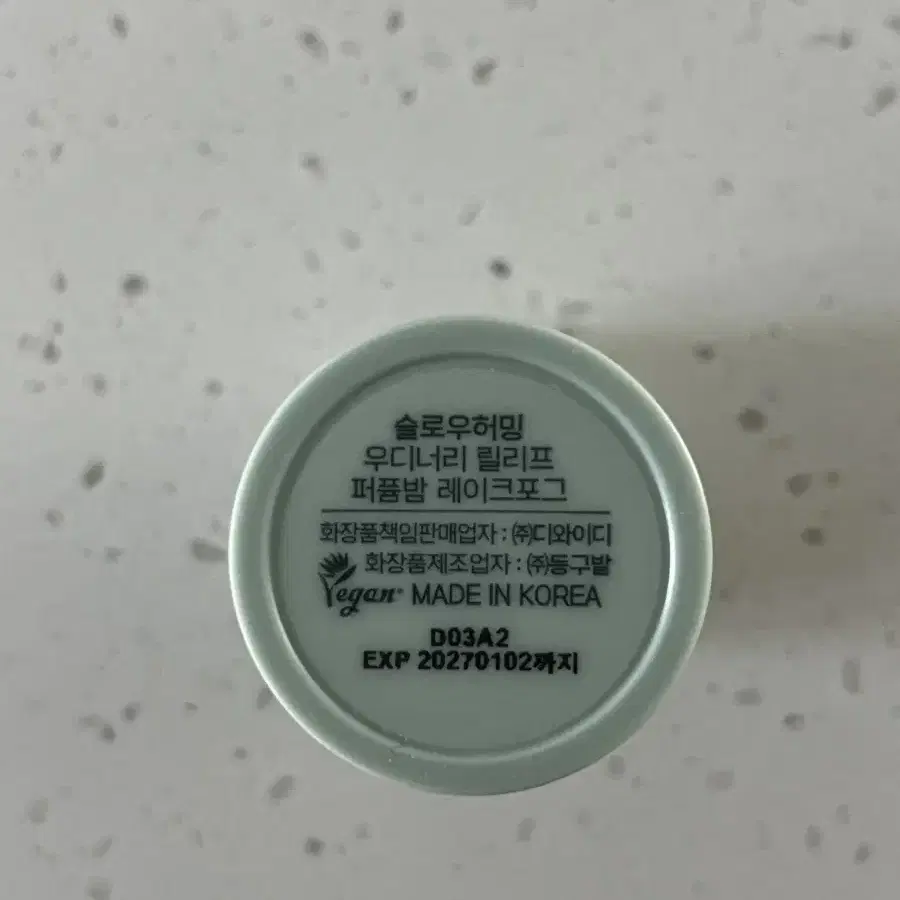 슬로우허밍
우디너리 릴리프
퍼퓸밤 레이크포그
화장품책임판매업자 : ㈜디와이디
화장품제조업자 : ㈜동구밭
Vegan MADE IN KOREA
D03A2
EXP 20270102까지